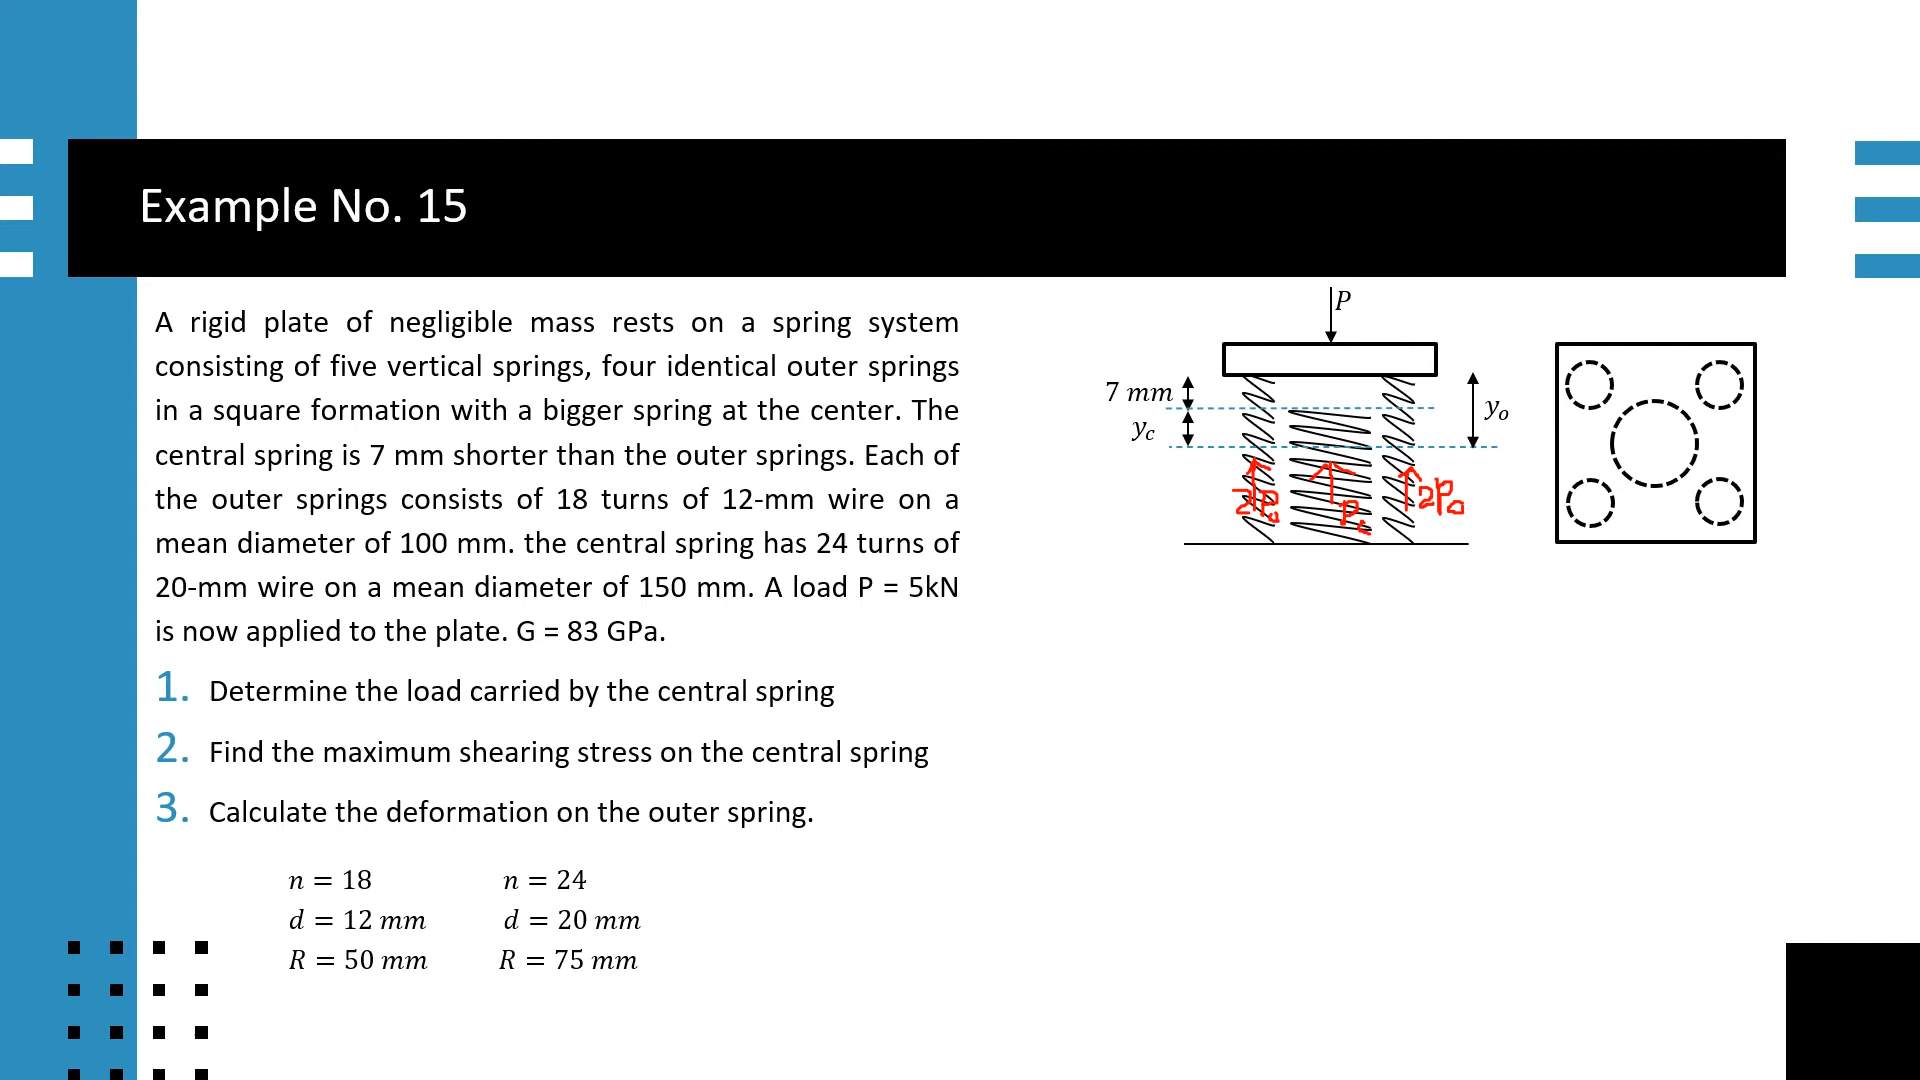 Example No. 15
A rigid plate of negligible mass rests on a spring system
consisting of five vertical springs, four identical outer springs
in a square formation with a bigger spring at the center. The
central spring is 7 mm shorter than the outer springs. Each of
the outer springs consists of 18 turns of 12-mm wire on a
mean diameter of 100 mm. the central spring has 24 turns of
20-mm wire on a mean diameter of 150 mm. A load P = 5kN
is now applied to the plate. G = 83 GPa.
1. Determine the load carried by the central spring
2. Find the maximum shearing stress on the central spring
3. Calculate the deformation on the outer spring.
n = 18
d = 12 mm
R = 50 mm
n = 24
d = 20 mm
R = 75 mm
P
7 mm
y_c
y_o
2P_o
P_c
2P_o